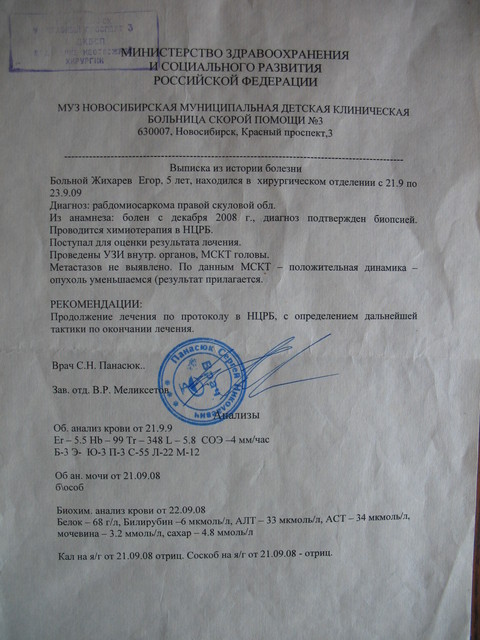 ХИРУРГИИ
МИНИСТЕРСТВО ЗДРАВООХРАНЕНИЯ
И СОЦИАЛЬНОГО РАЗВИТИЯ
РОССИЙСКОЙ ФЕДЕРАЦИИ
МУЗ НОВОСИБИРСКАЯ МУНИЦИПАЛЬНАЯ ДЕТСКАЯ КЛИНИЧЕСКАЯ
БОЛЬНИЦА СКОРОЙ ПОМОЩИ №3
630007, Новосибирск, Красный проспект,3
Выписка из истории болезни
Больной Жихарев Егор, 5 лет, находился в хирургическом отделении с 21.9 по
23.9.09
Диагноз: рабдомиосаркома правой скуловой обл.
Из анамнеза: болен с декабря 2008 г., диагноз подтвержден биопсией.
Проводится химиотерапия в НЦРБ.
Поступал для оценки результата лечения.
Проведены УЗИ внутр. органов, МСКТ головы.
Метастазов не выявлено. По данным МСКТ – положительная динамика –
опухоль уменьшаемся (результат прилагается.
РЕКОМЕНДАЦИИ:
Продолжение лечения по протоколу в НЦРБ, с определением дальнейшей
тактики по окончании лечения.
Врач С.Н. Панасюк..
Панасюк Сергей Николаевич
Врач
Зав. отд. В.Р. Меликсетов
Анализы
Об. анализ крови от 21.9.9
Er – 5.5 Hb – 99 Tr – 348 L – 5.8 СОЭ –4 мм/час
Б-3 Э- Ю-3 П-3 С-55 Л-22 М-12
Об ан. мочи от 21.09.08
б\особ
Биохим. анализ крови от 22.09.08
Белок – 68 г/л, Билирубин –6 мкмоль/л, АЛТ – 33 мкмоль/л, АСТ – 34 мкмоль/л,
мочевина – 3.2 ммоль/л, сахар – 4.8 ммоль/л
Кал на я/г от 21.09.08 отриц. Соскоб на я/г от 21.09.08 - отриц.